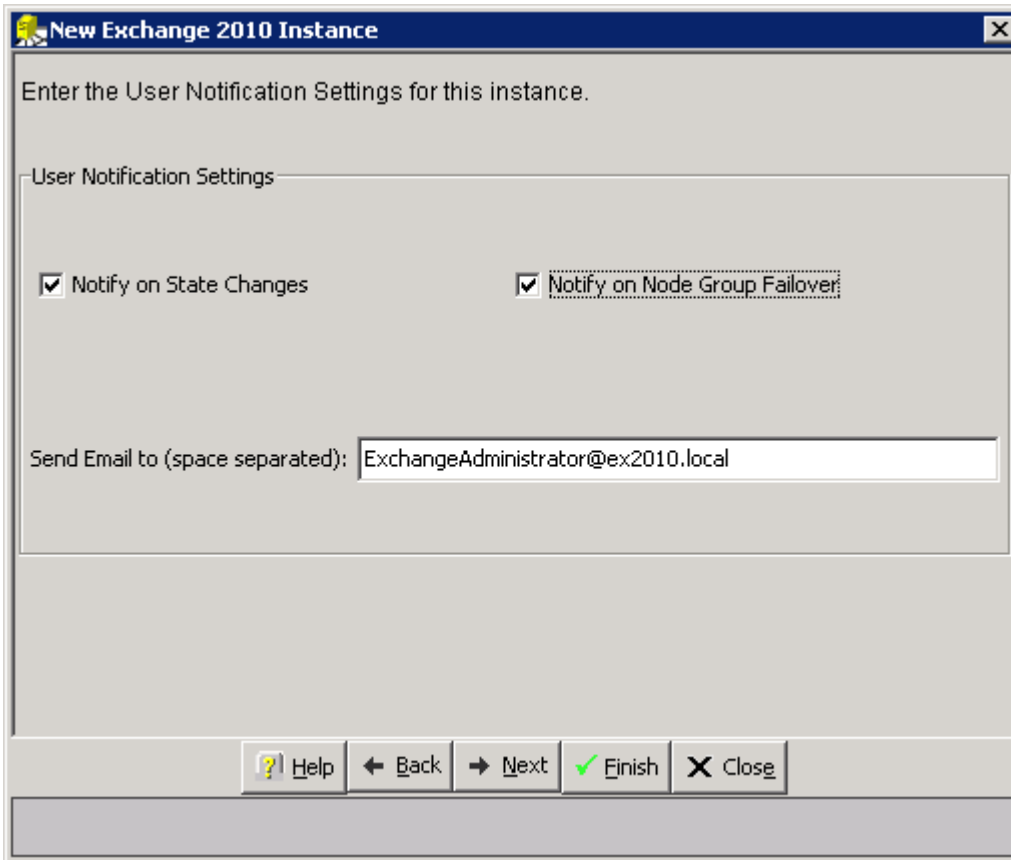 New Exchange 2010 Instance
Enter the User Notification Settings for this instance.
User Notification Settings
Notify on State Changes
Notify on Node Group Failover
Send Email to (space separated): ExchangeAdministrator@ex2010.local
Help Back Next Finish Close